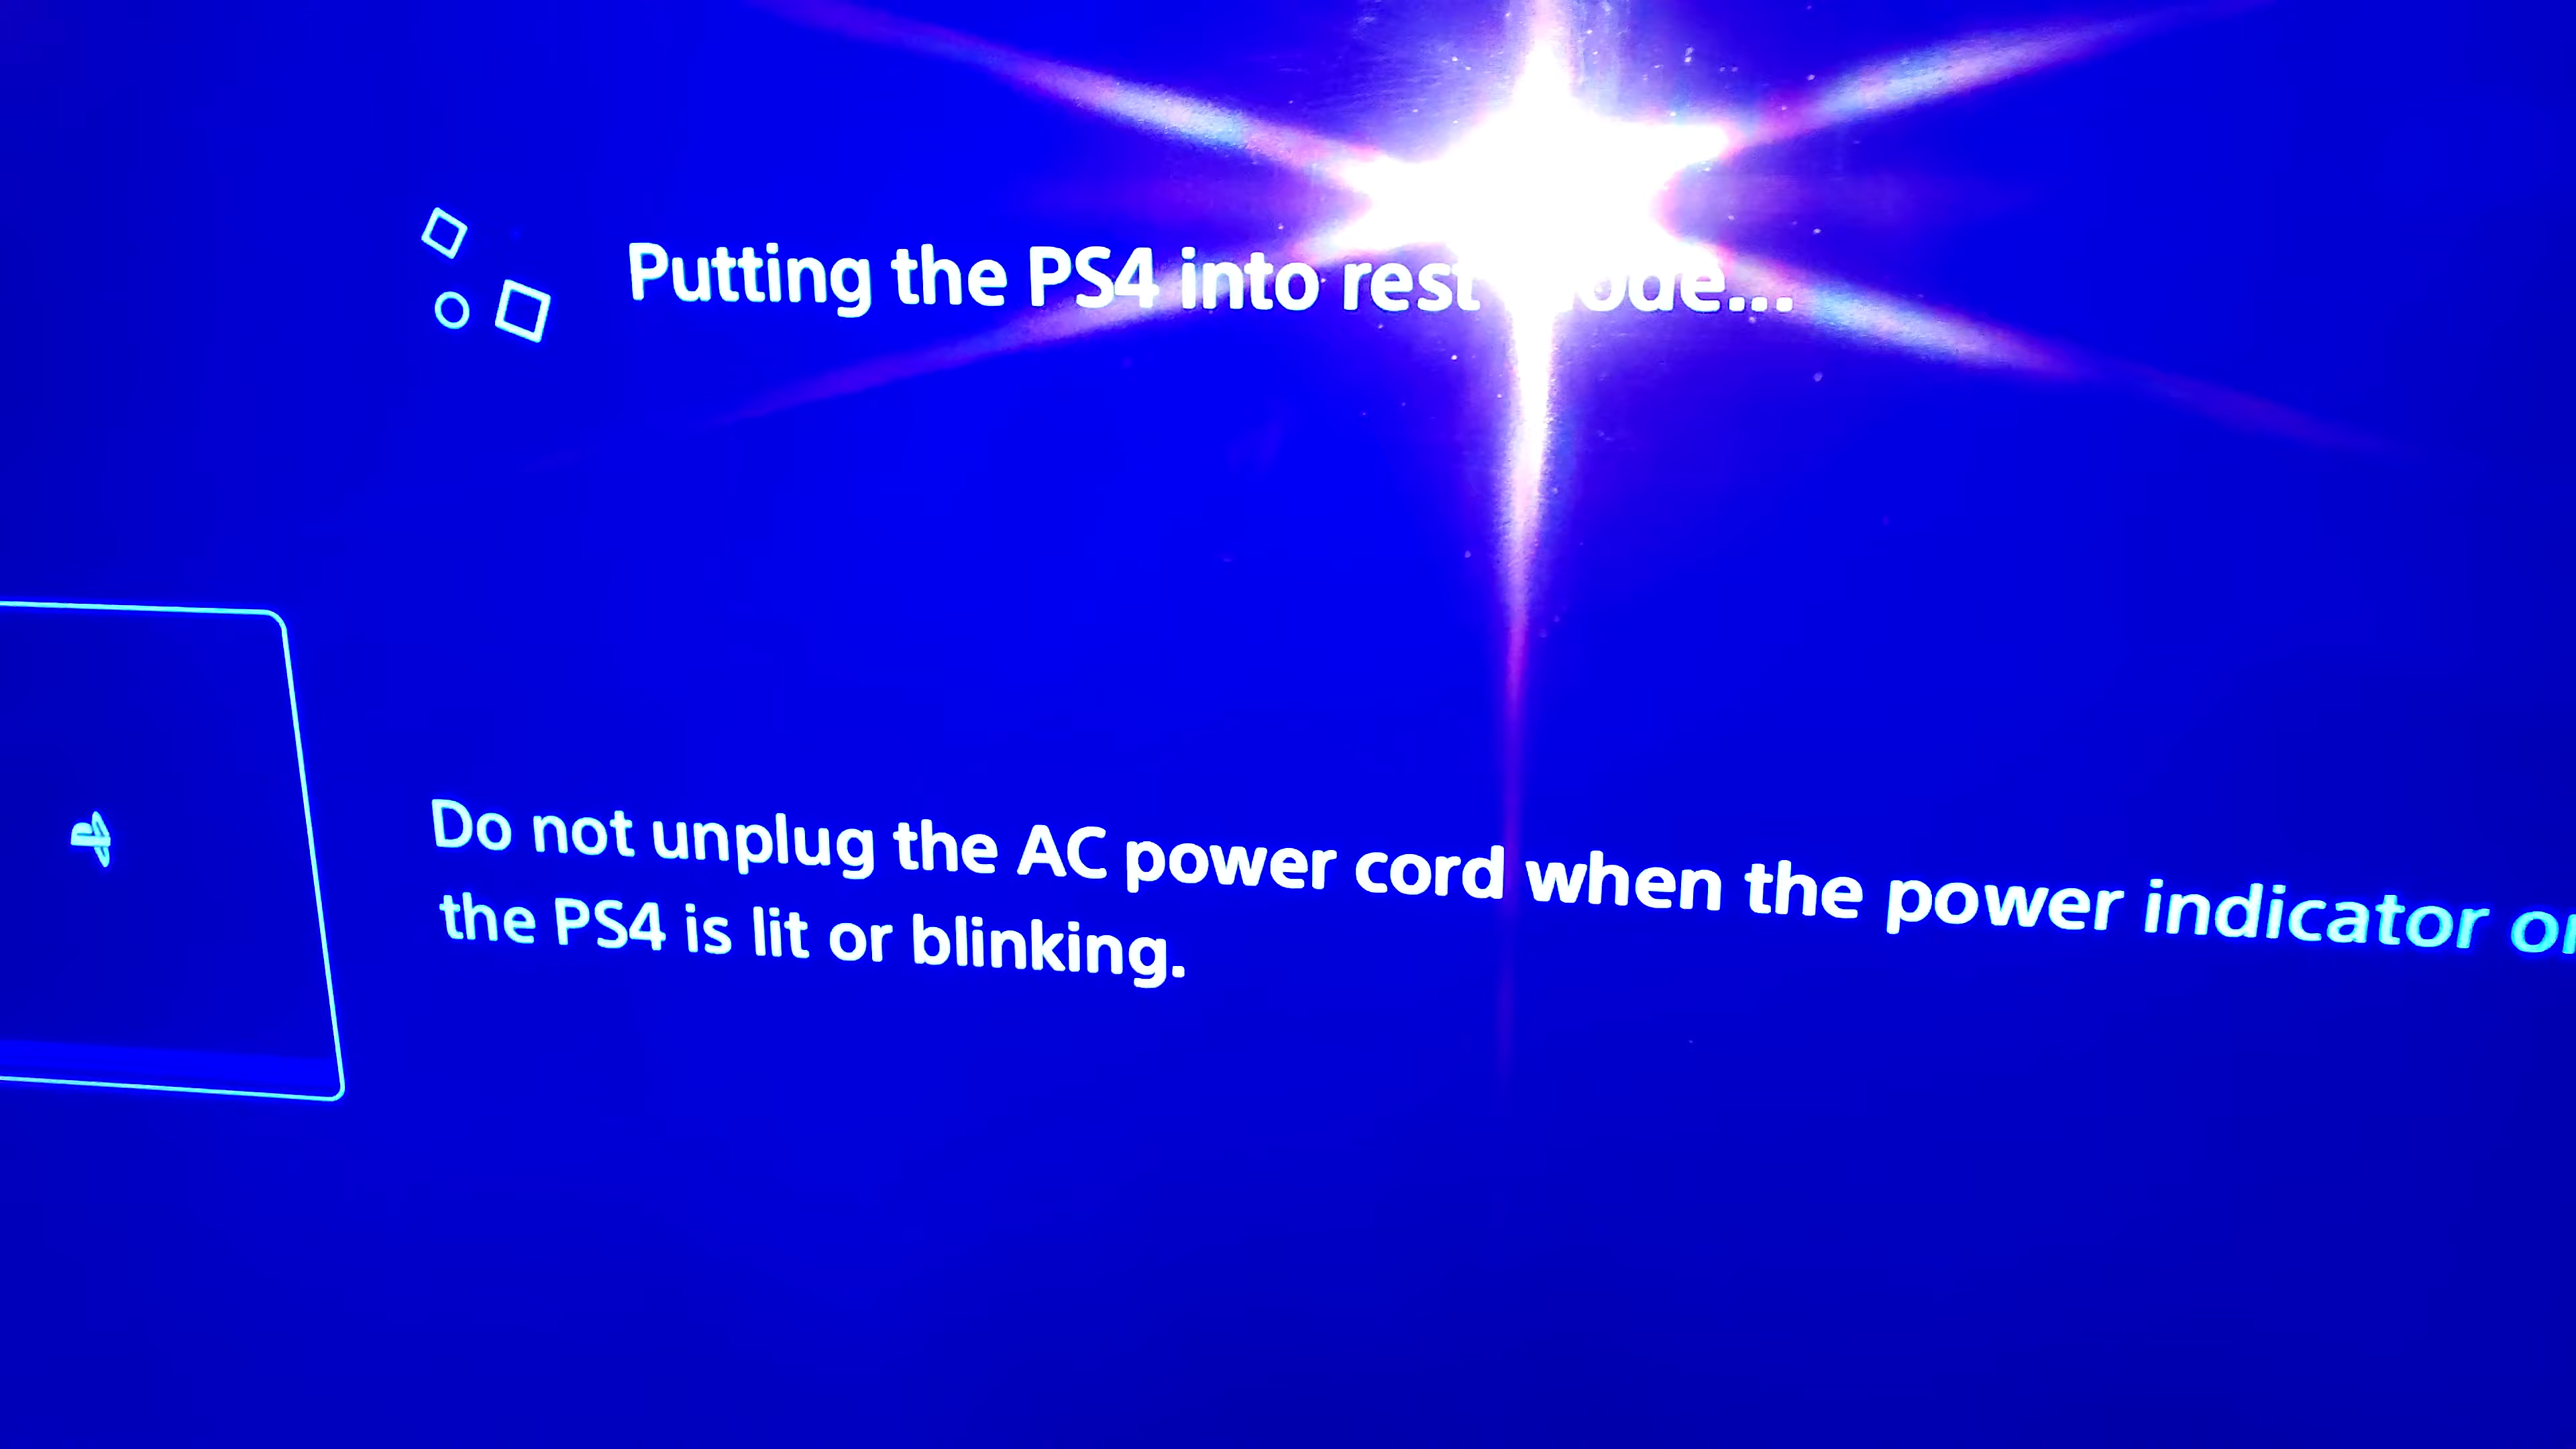 Putting the PS4 into rest
Do not unplug the AC power cord when the power indicator
the PS4 is lit or blinking.